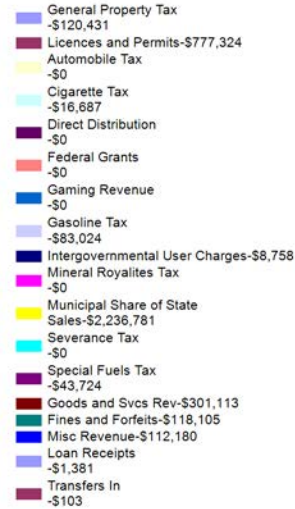 General Property Tax
-$120,431
Licences and Permits-$777,324
Automobile Tax
-$0
Cigarette Tax
-$16,687
Direct Distribution
-$0
Federal Grants
-$0
Gaming Revenue
-$0
Gasoline Tax
-$83,024
Intergovernmental User Charges-$8,758
Mineral Royalites Tax
-$0
Municipal Share of State
Sales-$2,236,781
Severance Tax
-$0
Special Fuels Tax
-$43,724
Goods and Svcs Rev-$301,113
Fines and Forfeits-$118,105
Misc Revenue-$112,180
Loan Receipts
-$1,381
Transfers In
-$103